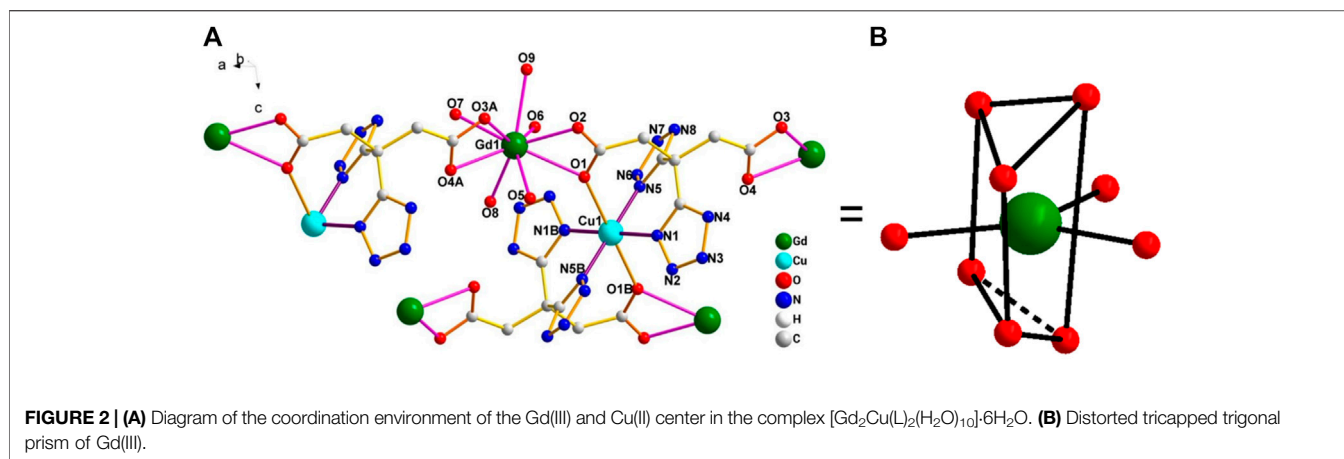 A
B
b
a
c
O9
O7
O3A
O6
O2
N7
N8
O3
Gd1
O1
N6
N5
O4A
O4
O8
O5
Cu1
N4
N1B
N1
N3
N2
N5B
O1B
Gd
Cu
O
N
H
C
=
FIGURE 2 | (A) Diagram of the coordination environment of the Gd(III) and Cu(II) center in the complex [Gd₂Cu(L)₂(H₂O)₁₀]·6H₂O. (B) Distorted tricapped trigonal
prism of Gd(III).